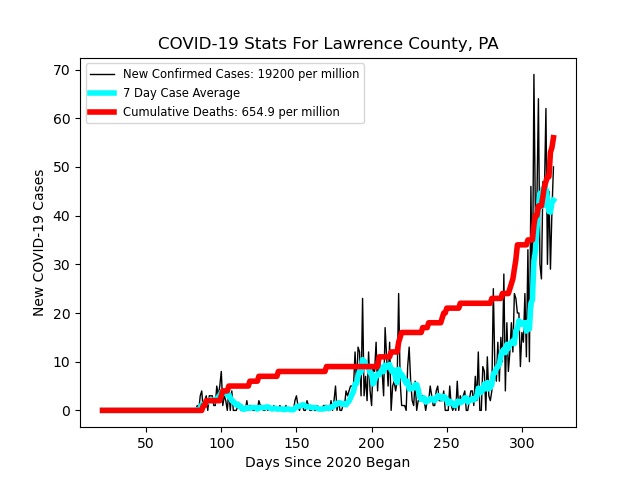 COVID-19 Stats For Lawrence County, PA
New Confirmed Cases: 19200 per million
7 Day Case Average
Cumulative Deaths: 654.9 per million
New COVID-19 Cases
70
60
50
40
30
20
10
0
50 100 150 200 250 300
Days Since 2020 Began